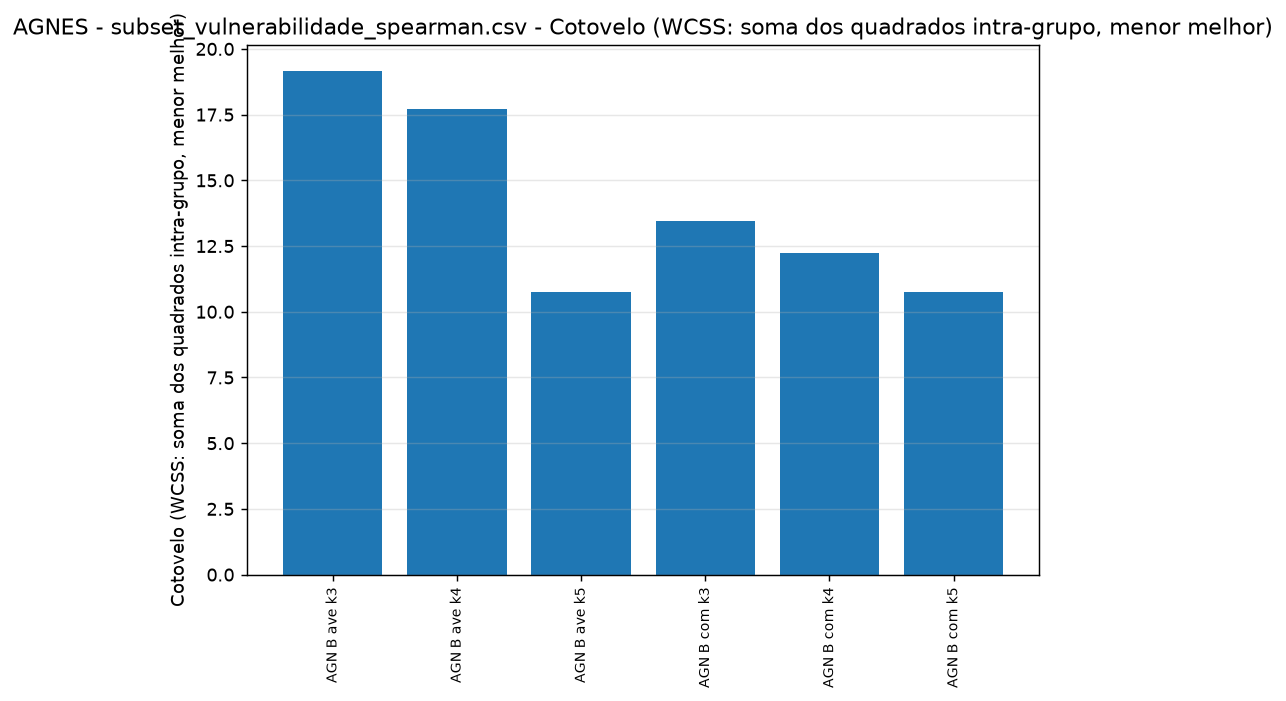 AGNES - subset_vulnerabilidade_spearman.csv - Cotovelo (WCSS: soma dos quadrados intra-grupo, menor melhor)
Cotovelo (WCSS: soma dos quadrados intra-grupo, menor melhor)
20.0
17.5
15.0
12.5
10.0
7.5
5.0
2.5
0.0
AGN B ave k3
AGN B ave k4
AGN B ave k5
AGN B com k3
AGN B com k4
AGN B com k5